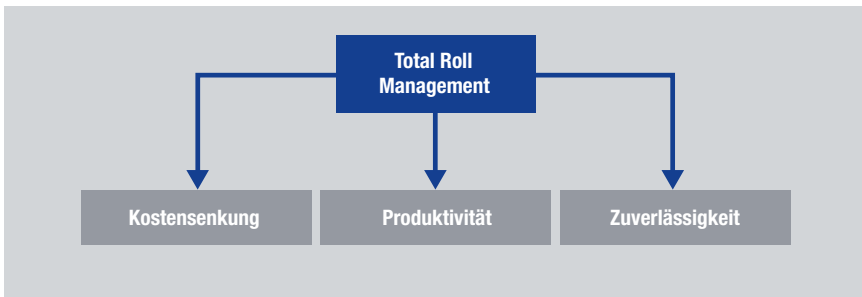 Total Roll
Management
Kostensenkung
Produktivität
Zuverlässigkeit